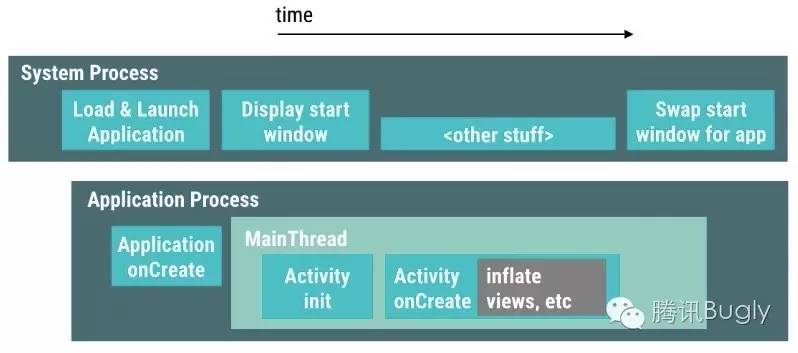 time
System Process
Load & Launch
Application
Display start
window
<other stuff>
Swap start
window for app
Application Process
Application
onCreate
MainThread
Activity
init
Activity
onCreate
inflate
views, etc
腾讯Bugly